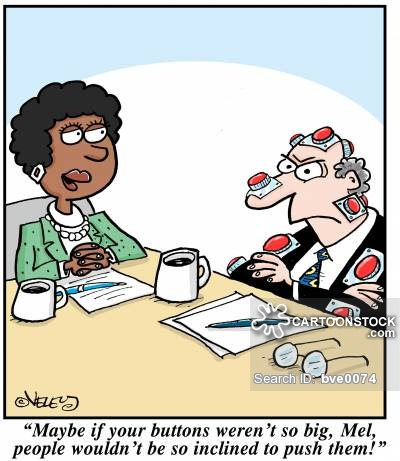 CARTOONSTOCK
.com
Search ID: bve0074
"Maybe if your buttons weren't so big, Mel,
people wouldn't be so inclined to push them!"